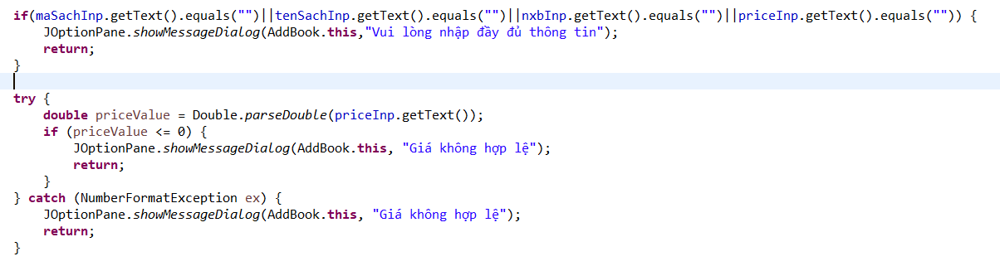 if(maSachInp.getText().equals("")||tenSachInp.getText().equals("")||nxbInp.getText().equals("")||priceInp.getText().equals("")) {
    JOptionPane.showMessageDialog(AddBook.this,"Vui lòng nhập đầy đủ thông tin");
    return;
}
try {
    double priceValue = Double.parseDouble(priceInp.getText());
    if (priceValue <= 0) {
        JOptionPane.showMessageDialog(AddBook.this, "Giá không hợp lệ");
        return;
    }
} catch (NumberFormatException ex) {
    JOptionPane.showMessageDialog(AddBook.this, "Giá không hợp lệ");
    return;
}